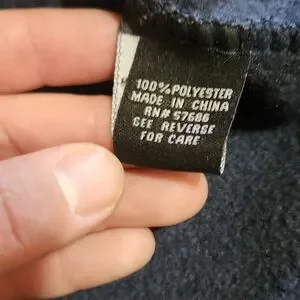 100% POLYESTER
MADE IN CHINA
RN# 57686
SEE REVERSE
FOR CARE